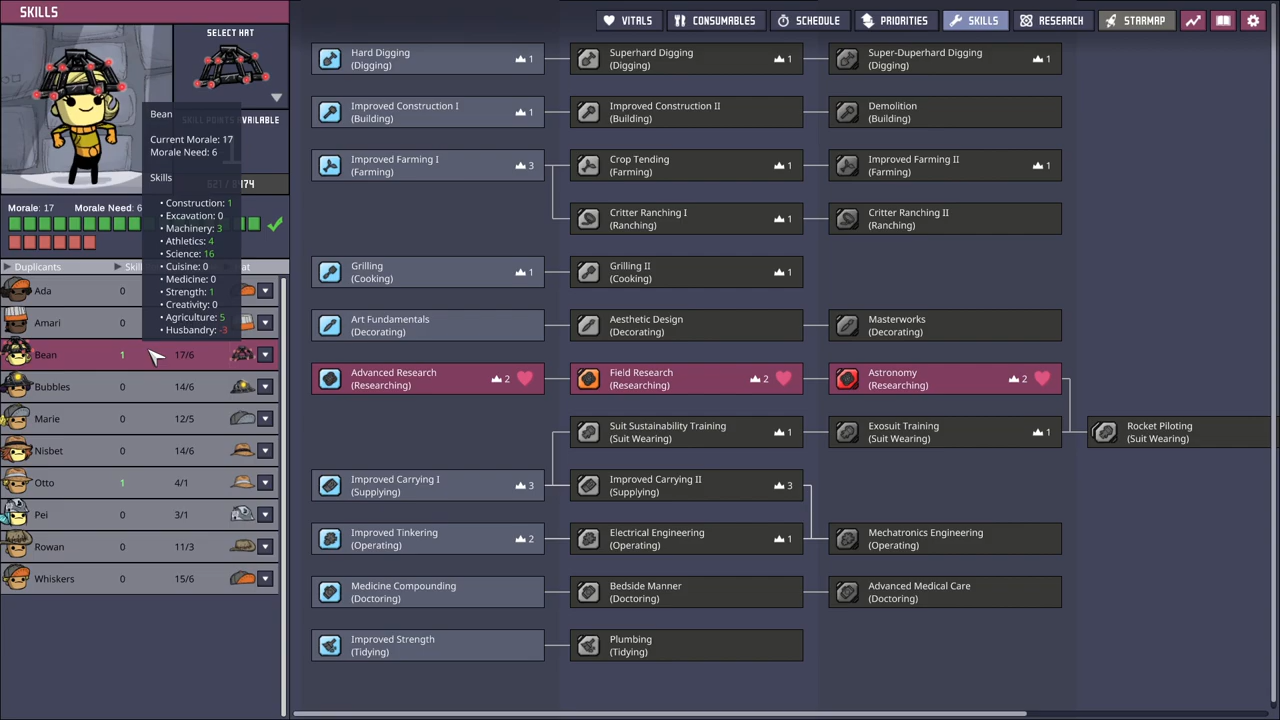 SKILLS
VITALS
CONSUMABLES
SCHEDULE
PRIORITIES
SKILLS
RESEARCH
STARMAP
SELECT HAT
AVAILABLE
Bean
Current Morale: 17
Morale Need: 6
Skills
• Construction: 1
• Excavation: 0
• Machinery: 3
• Athletics: 4
• Science: 16
• Cuisine: 0
• Medicine: 0
• Strength: 1
• Creativity: 0
• Agriculture: 5
• Husbandry: -3
Morale: 17
Morale Need: 6
Duplicants
Ada 0
Amari 0
Bean 1 17/6
Bubbles 0 14/6
Marie 0 12/5
Nisbet 0 14/6
Otto 1 4/1
Pei 0 3/1
Rowan 0 11/3
Whiskers 0 15/6
Hard Digging
(Digging)
1
Superhard Digging
(Digging)
1
Super-Duperhard Digging
(Digging)
1
Improved Construction I
(Building)
1
Improved Construction II
(Building)
Demolition
(Building)
Improved Farming I
(Farming)
3
Crop Tending
(Farming)
1
Improved Farming II
(Farming)
1
Critter Ranching I
(Ranching)
1
Critter Ranching II
(Ranching)
Grilling
(Cooking)
1
Grilling II
(Cooking)
1
Art Fundamentals
(Decorating)
Aesthetic Design
(Decorating)
Masterworks
(Decorating)
Advanced Research
(Researching)
2
Field Research
(Researching)
2
Astronomy
(Researching)
2
Suit Sustainability Training
(Suit Wearing)
1
Exosuit Training
(Suit Wearing)
1
Rocket Piloting
(Suit Wearing)
Improved Carrying I
(Supplying)
3
Improved Carrying II
(Supplying)
3
Improved Tinkering
(Operating)
2
Electrical Engineering
(Operating)
1
Mechatronics Engineering
(Operating)
Medicine Compounding
(Doctoring)
Bedside Manner
(Doctoring)
Advanced Medical Care
(Doctoring)
Improved Strength
(Tidying)
Plumbing
(Tidying)